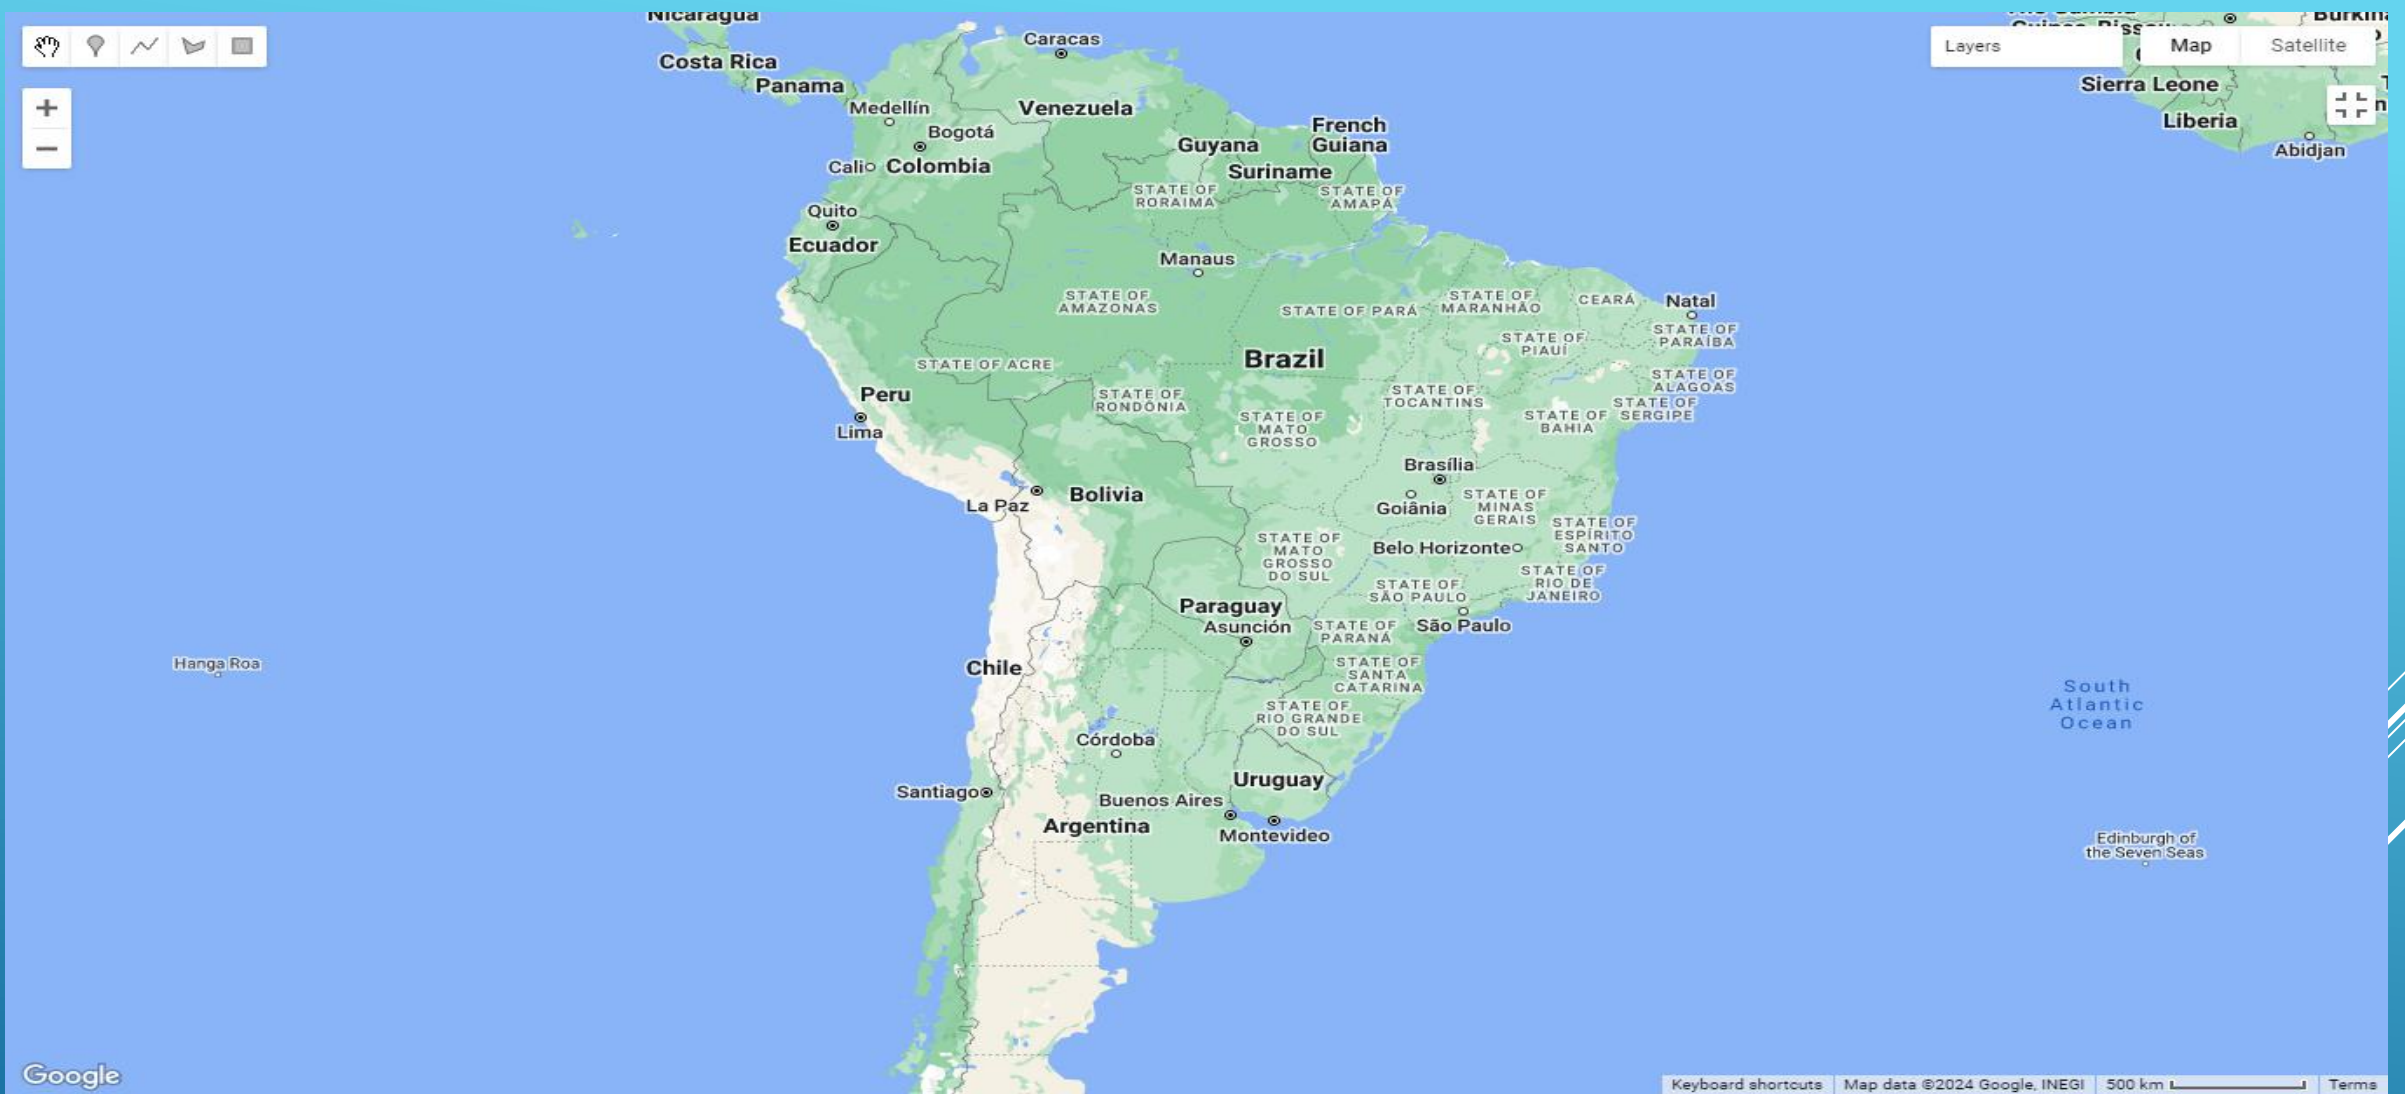 Nicaragua
Costa Rica
Panama
Caracas
Medellín
Venezuela
Bogotá
Cali
Colombia
Guyana
French
Guiana
Suriname
STATE OF
RORAIMA
STATE OF
AMAPÁ
Quito
Ecuador
Manaus
STATE OF
AMAZONAS
STATE OF PARÁ
STATE OF
MARANHÃO
CEARÁ
Natal
STATE OF
PARAÍBA
STATE OF
PIAUÍ
STATE OF ACRE
Brazil
Peru
Lima
STATE OF
RONDÔNIA
STATE OF
MATO
GROSSO
STATE OF
TOCANTINS
STATE OF
ALAGOAS
STATE OF
SERGIPE
STATE OF
BAHIA
Brasília
Goiânia
STATE OF
MINAS
GERAIS
La Paz
Bolivia
STATE OF
ESPÍRITO
SANTO
STATE OF
MATO
GROSSO
DO SUL
Belo Horizonte
STATE OF
RIO DE
JANEIRO
STATE OF
SÃO PAULO
Paraguay
Asunción
STATE OF
PARANÁ
São Paulo
Chile
STATE OF
SANTA
CATARINA
STATE OF
RIO GRANDE
DO SUL
Córdoba
Uruguay
Santiago
Buenos Aires
Argentina
Montevideo
Hanga Roa
South
Atlantic
Ocean
Edinburgh of
the Seven Seas
Layers
Map
Satellite
Sierra Leone
Liberia
Abidjan
Google
Keyboard shortcuts
Map data ©2024 Google, INEGI
500 km
Terms